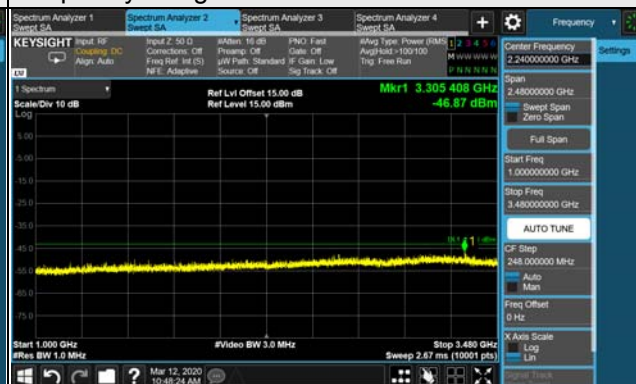 Spectrum Analyzer 1
Swept SA
Spectrum Analyzer 2
Swept SA
Spectrum Analyzer 3
Swept SA
Spectrum Analyzer 4
Swept SA
+
Frequency
KEYSIGHT
Input: RF
Coupling: DC
Align: Auto
Input Z: 50 Ω
Corrections: Off
Freq Ref: Int (S)
NFE: Adaptive
#Atten: 16 dB
Preamp: Off
µW Path: Standard
Source: Off
PNO: Fast
Gate: Off
IF Gain: Low
Sig Track: Off
#Avg Type: Power (RMS)
Avg|Hold:>100/100
Trig: Free Run
1 2 3 4 5 6
M W W W W W
P N N N N N
LXI
1 Spectrum
Scale/Div 10 dB
Log
Ref Lvl Offset 15.00 dB
Ref Level 15.00 dBm
Mkr1 3.305 408 GHz
-46.87 dBm
5.00
-5.00
-15.0
-25.0
-35.0
-45.0
-55.0
-65.0
-75.0
1
Start 1.000 GHz
#Res BW 1.0 MHz
#Video BW 3.0 MHz
Stop 3.480 GHz
Sweep 2.67 ms (10001 pts)
Center Frequency
2.240000000 GHz
Settings
Span
2.48000000 GHz
Swept Span
Zero Span
Full Span
Start Freq
1.000000000 GHz
Stop Freq
3.480000000 GHz
AUTO TUNE
CF Step
248.000000 MHz
Auto
Man
Freq Offset
0 Hz
X Axis Scale
Log
Lin
Signal Track
?
Mar 12, 2020
10:48:24 AM